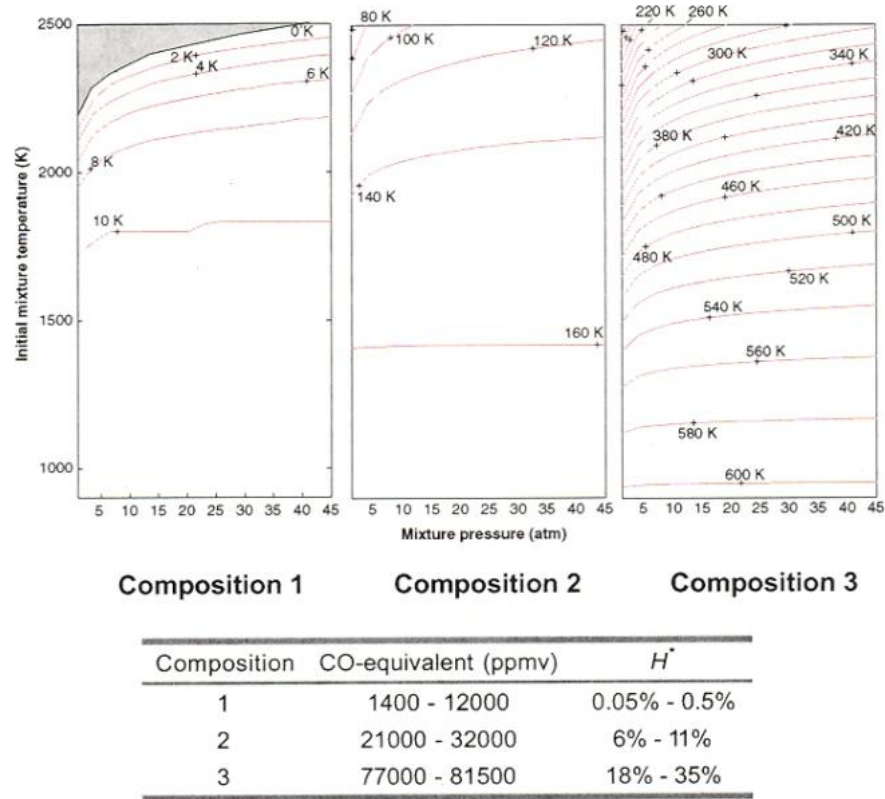 2500
2000
1500
1000
Initial mixture temperature (K)
0 K
2 K
4 K
6 K
8 K
10 K
5 10 15 20 25 30 35 40 45
80 K
100 K
120 K
140 K
160 K
5 10 15 20 25 30 35 40 45
220 K 260 K
300 K
340 K
380 K
420 K
460 K
480 K
500 K
520 K
540 K
560 K
580 K
600 K
5 10 15 20 25 30 35 40 45
Mixture pressure (atm)
Composition 1 Composition 2 Composition 3
Composition CO-equivalent (ppmv) H*
1 1400 - 12000 0.05% - 0.5%
2 21000 - 32000 6% - 11%
3 77000 - 81500 18% - 35%